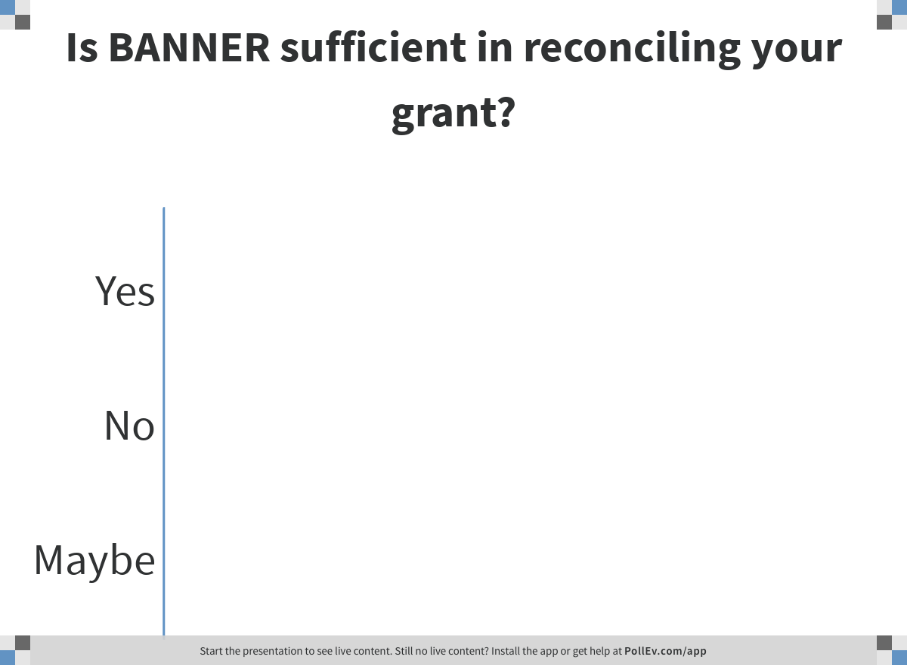 Is BANNER sufficient in reconciling your
grant?
Yes
No
Maybe
Start the presentation to see live content. Still no live content? Install the app or get help at PollEv.com/app